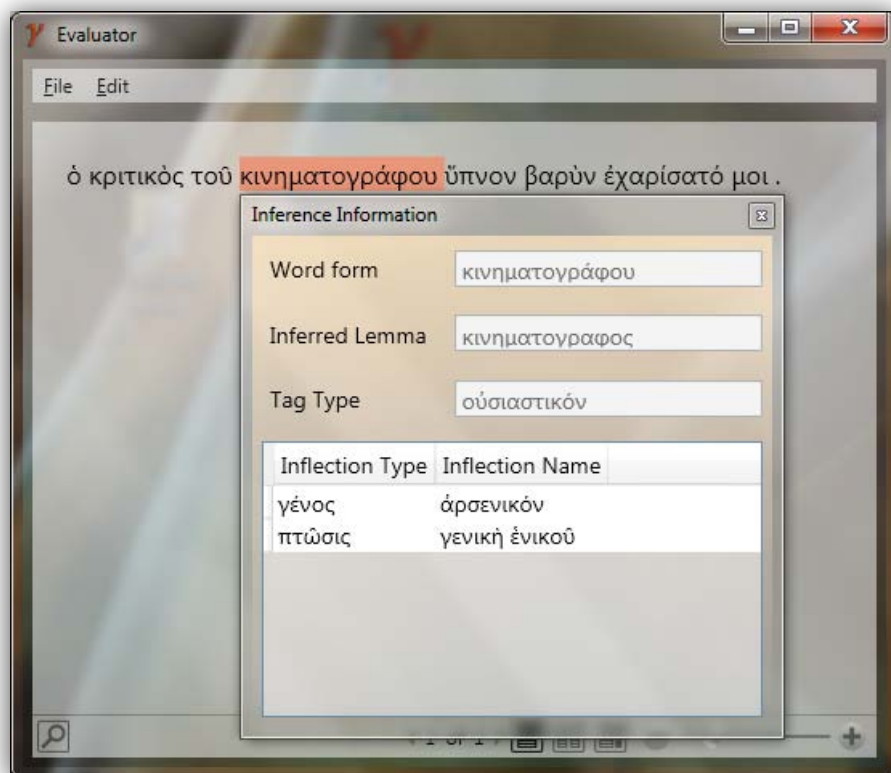 Evaluator
File Edit
ὁ κριτικὸς τοῦ κινηματογράφου ὕπνον βαρὺν ἐχαρίσατό μοι .
Inference Information
Word form κινηματογράφου
Inferred Lemma κινηματογραφος
Tag Type οὐσιαστικόν
Inflection Type Inflection Name
γένος ἀρσενικόν
πτῶσις γενικὴ ἑνικοῦ